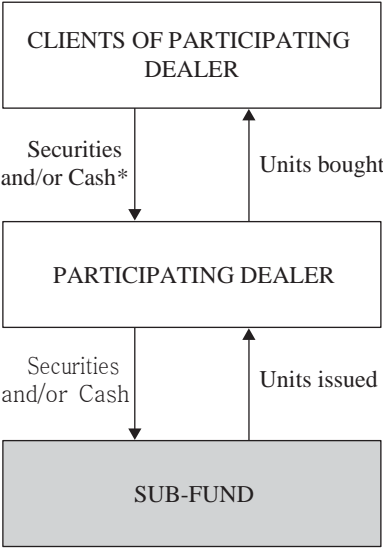 CLIENTS OF PARTICIPATING
DEALER
Securities
and/or Cash*
Units bought
PARTICIPATING DEALER
Securities
and/or Cash
Units issued
SUB-FUND